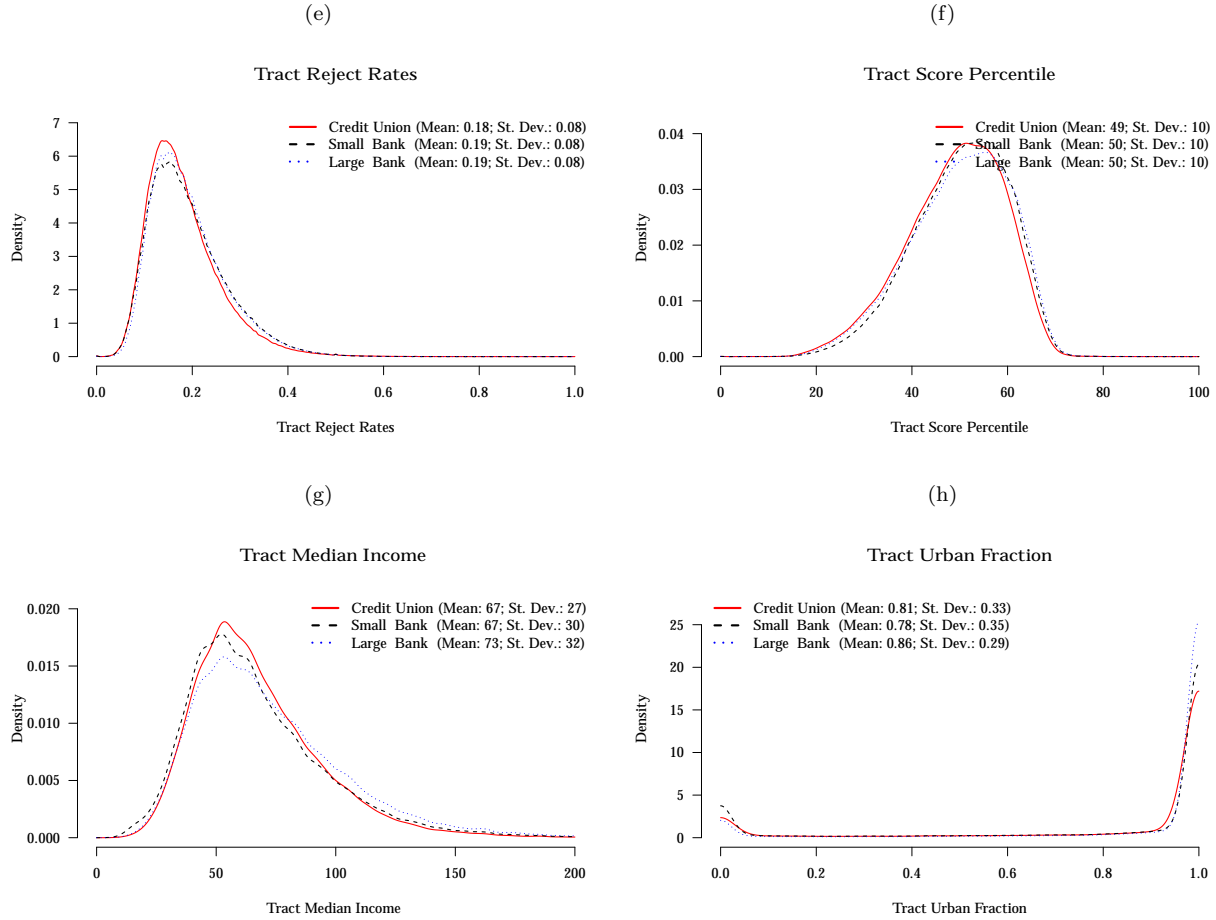 (e)
Tract Reject Rates
Credit Union (Mean: 0.18; St. Dev.: 0.08)
Small Bank (Mean: 0.19; St. Dev.: 0.08)
Large Bank (Mean: 0.19; St. Dev.: 0.08)
7
6
5
4
3
2
1
0
Density
0.0 0.2 0.4 0.6 0.8 1.0
Tract Reject Rates
(f)
Tract Score Percentile
Credit Union (Mean: 49; St. Dev.: 10)
Small Bank (Mean: 50; St. Dev.: 10)
Large Bank (Mean: 50; St. Dev.: 10)
0.04
0.03
0.02
0.01
0.00
Density
0 20 40 60 80 100
Tract Score Percentile
(g)
Tract Median Income
Credit Union (Mean: 67; St. Dev.: 27)
Small Bank (Mean: 67; St. Dev.: 30)
Large Bank (Mean: 73; St. Dev.: 32)
0.020
0.015
0.010
0.005
0.000
Density
0 50 100 150 200
Tract Median Income
(h)
Tract Urban Fraction
Credit Union (Mean: 0.81; St. Dev.: 0.33)
Small Bank (Mean: 0.78; St. Dev.: 0.35)
Large Bank (Mean: 0.86; St. Dev.: 0.29)
25
20
15
10
5
0
Density
0.0 0.2 0.4 0.6 0.8 1.0
Tract Urban Fraction